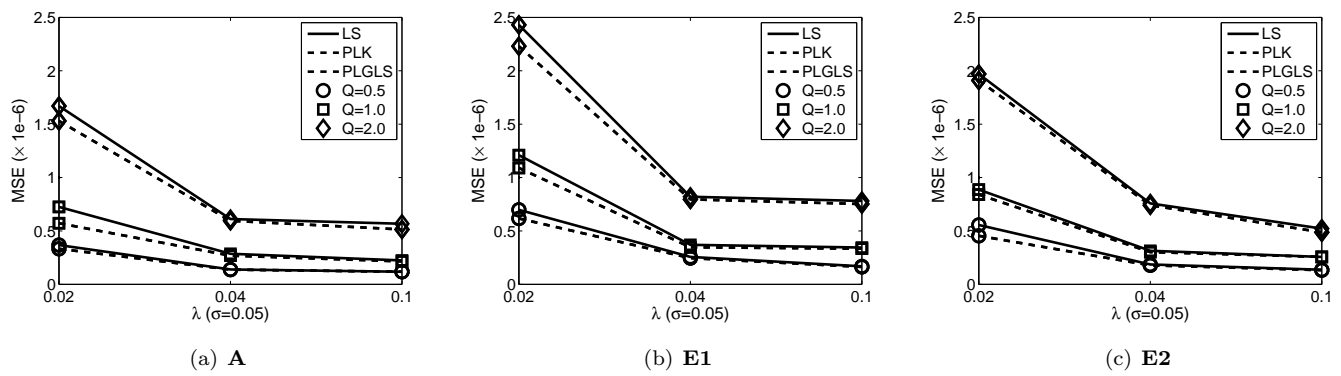 2.5
2
1.5
1
0.5
0
MSE (× 1e−6)
0.02
0.04
0.1
λ (σ=0.05)
LS
PLK
PLGLS
Q=0.5
Q=1.0
Q=2.0
(a) A
2.5
2
1.5
1
0.5
0
MSE (× 1e−6)
0.02
0.04
0.1
λ (σ=0.05)
LS
PLK
PLGLS
Q=0.5
Q=1.0
Q=2.0
(b) E1
2.5
2
1.5
1
0.5
0
MSE (× 1e−6)
0.02
0.04
0.1
λ (σ=0.05)
LS
PLK
PLGLS
Q=0.5
Q=1.0
Q=2.0
(c) E2